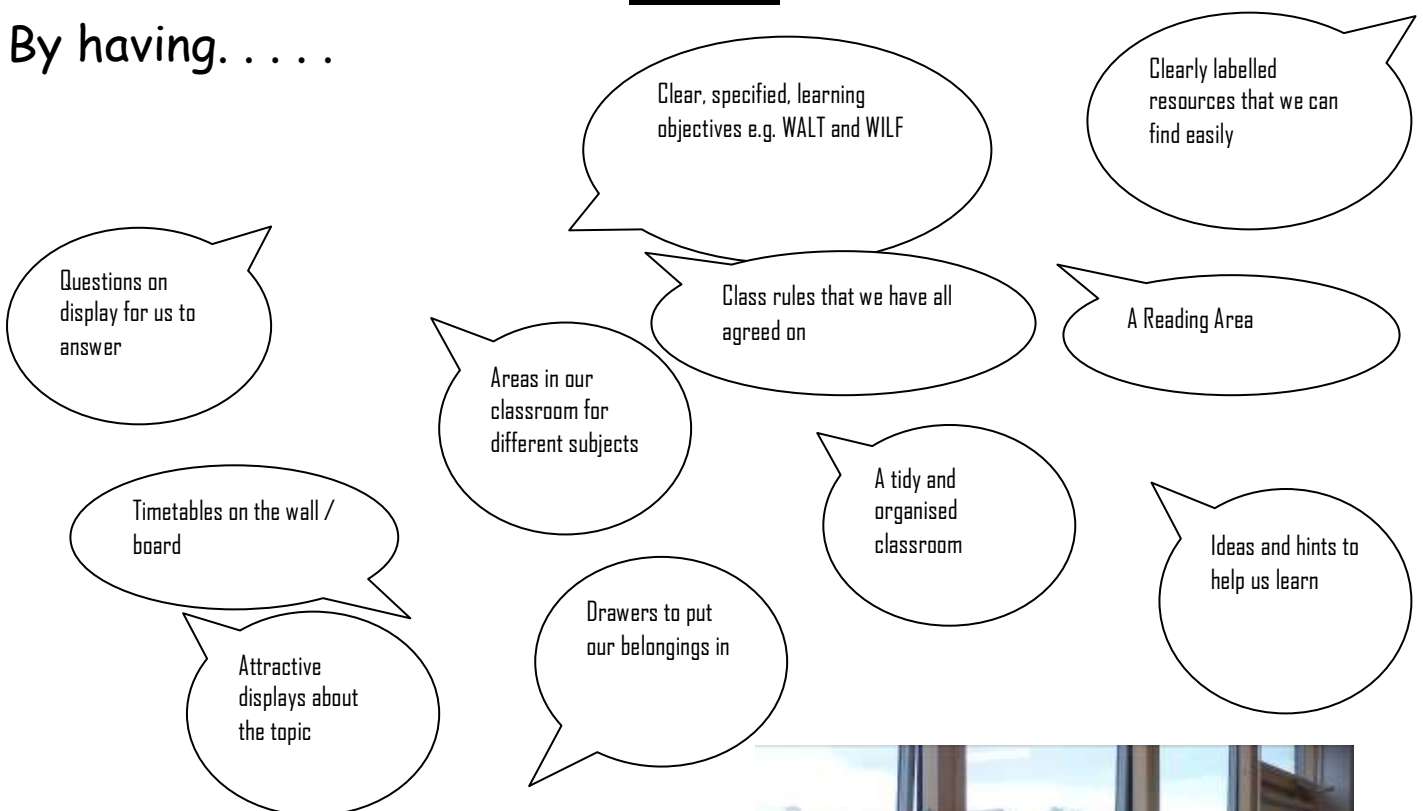 By having. . . . .
Clear, specified, learning
objectives e.g. WALT and WILF
Clearly labelled
resources that we can
find easily
Questions on
display for us to
answer
Class rules that we have all
agreed on
A Reading Area
Areas in our
classroom for
different subjects
A tidy and
organised
classroom
Timetables on the wall /
board
Ideas and hints to
help us learn
Drawers to put
our belongings in
Attractive
displays about
the topic